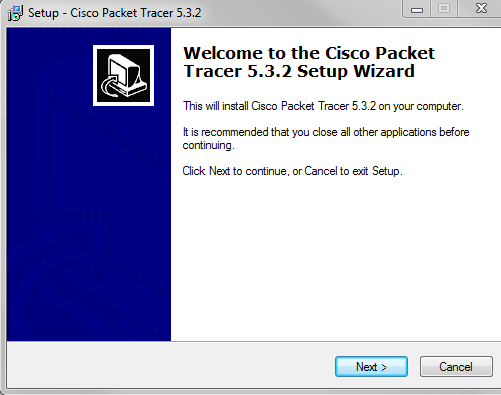 Setup - Cisco Packet Tracer 5.3.2
Welcome to the Cisco Packet
Tracer 5.3.2 Setup Wizard
This will install Cisco Packet Tracer 5.3.2 on your computer.
It is recommended that you close all other applications before
continuing.
Click Next to continue, or Cancel to exit Setup.
Next >
Cancel